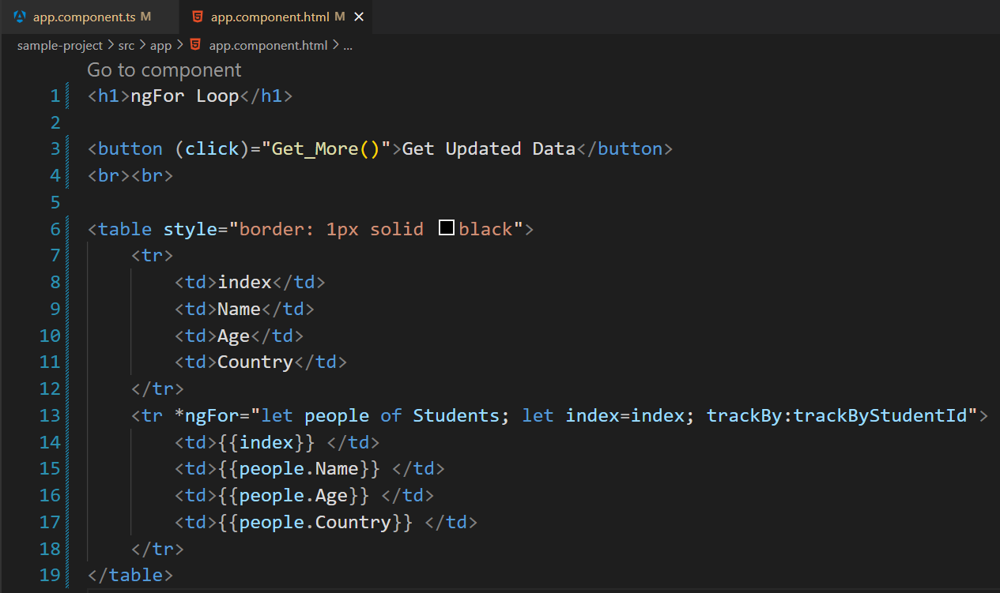 app.component.ts M app.component.html M
sample-project > src > app > app.component.html > ...
Go to component
1 <h1>ngFor Loop</h1>
2
3 <button (click)="Get_More()">Get Updated Data</button>
4 <br><br>
5
6 <table style="border: 1px solid black">
7 <tr>
8 <td>index</td>
9 <td>Name</td>
10 <td>Age</td>
11 <td>Country</td>
12 </tr>
13 <tr *ngFor="let people of Students; let index=index; trackBy:trackByStudentId">
14 <td>{{index}} </td>
15 <td>{{people.Name}} </td>
16 <td>{{people.Age}} </td>
17 <td>{{people.Country}} </td>
18 </tr>
19 </table>